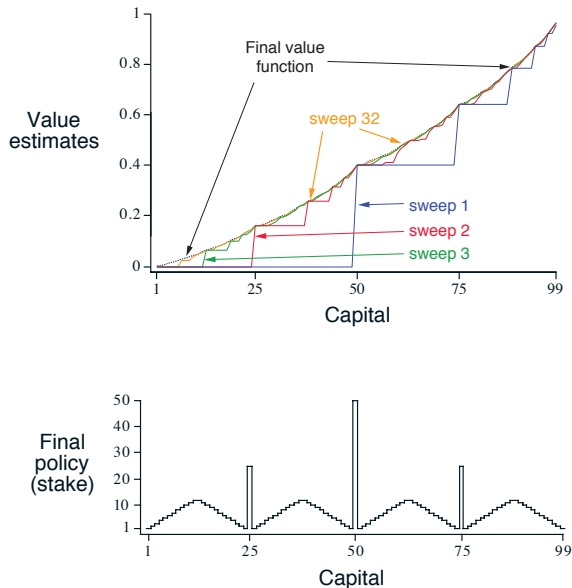 1
0.8
0.6
0.4
0.2
0
Value
estimates
Final value
function
sweep 32
sweep 1
sweep 2
sweep 3
1
25
50
75
99
Capital
50
40
30
20
10
1
Final
policy
(stake)
1
25
50
75
99
Capital